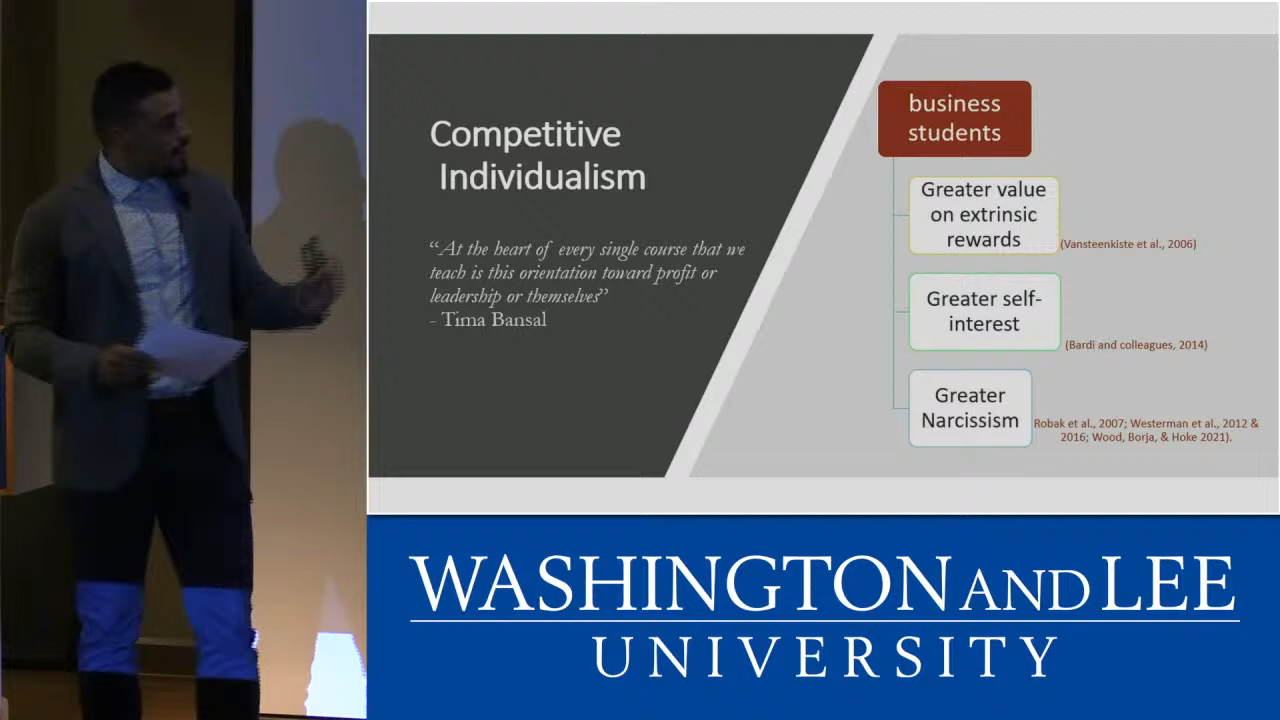 Competitive
Individualism
“At the heart of every single course that we
teach is this orientation toward profit or
leadership or themselves”
- Tima Bansal
business
students
Greater value
on extrinsic
rewards
(Vansteenkiste et al., 2006)
Greater self-
interest
(Bardi and colleagues, 2014)
Greater
Narcissism
Robak et al., 2007; Westerman et al., 2012 &
2016; Wood, Borja, & Hoke 2021).
WASHINGTON AND LEE
UNIVERSITY